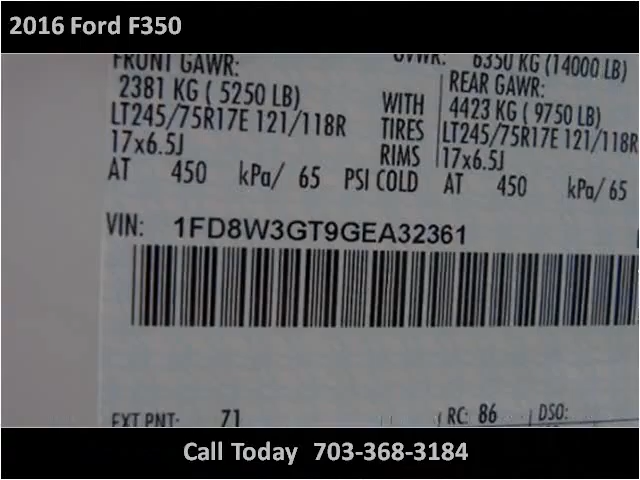 2016 Ford F350
FRONT GAWR: GVWR: 6350 KG (14000 LB)
2381 KG ( 5250 LB) REAR GAWR:
WITH 4423 KG ( 9750 LB)
LT245/75R17E 121/118R TIRES LT245/75R17E 121/118R
17x6.5J RIMS 17x6.5J
AT 450 kPa/ 65 PSI COLD AT 450 kPa/ 65
VIN: 1FD8W3GT9GEA32361
EXT PNT: 71 RC: 86 DSO:
Call Today 703-368-3184